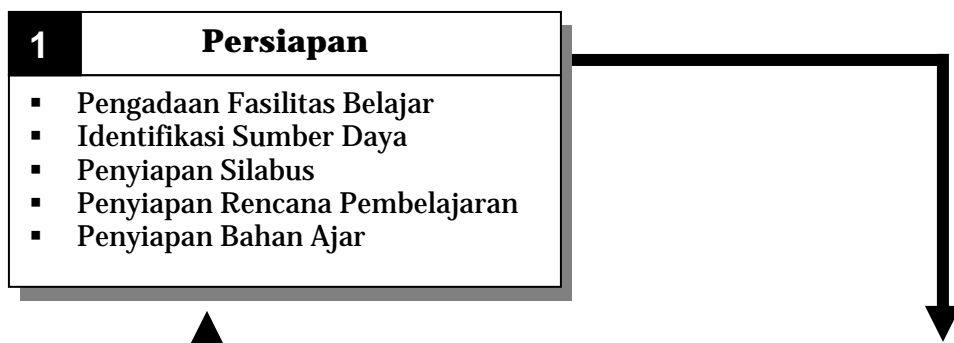 1 Persiapan
▪ Pengadaan Fasilitas Belajar
▪ Identifikasi Sumber Daya
▪ Penyiapan Silabus
▪ Penyiapan Rencana Pembelajaran
▪ Penyiapan Bahan Ajar